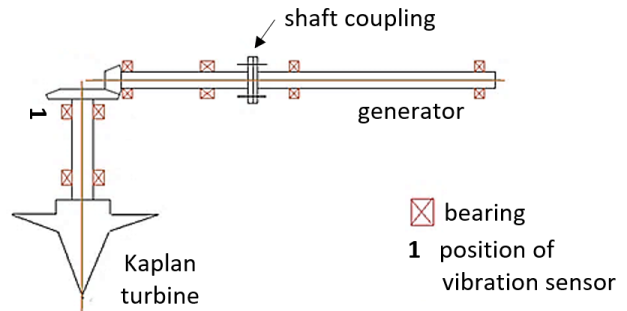 shaft coupling
generator
1
Kaplan
turbine
bearing
1 position of
vibration sensor